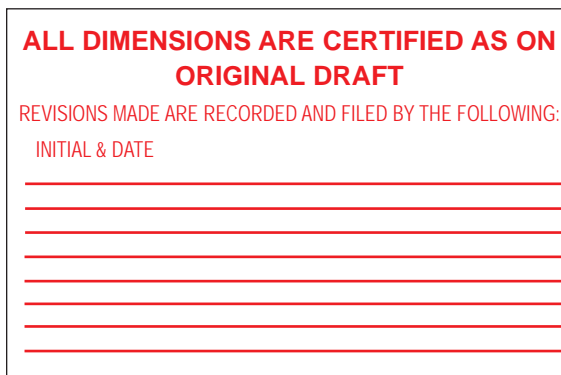 ALL DIMENSIONS ARE CERTIFIED AS ON
ORIGINAL DRAFT
REVISIONS MADE ARE RECORDED AND FILED BY THE FOLLOWING:
INITIAL & DATE